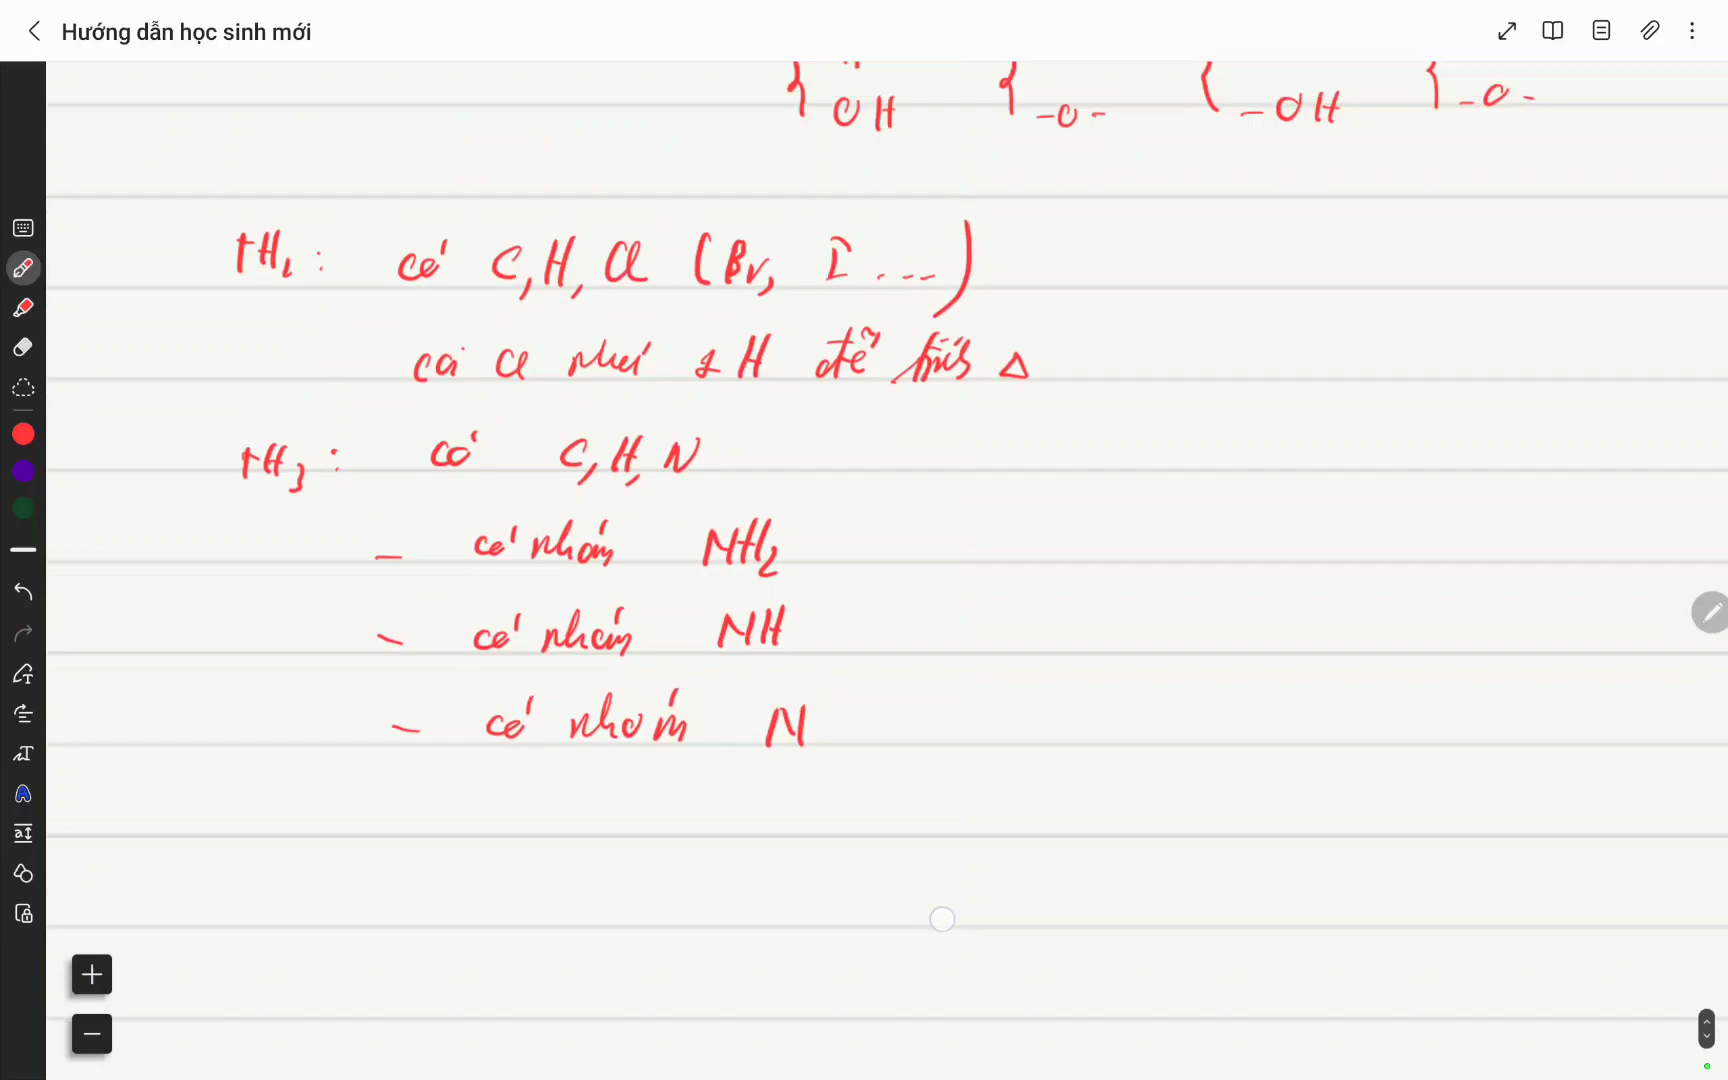 Hướng dẫn học sinh mới
OH -O- -OH -O-
TH2: có C, H, Cl (Br, I ...)
coi Cl như 1 H để tính Δ
TH3: có C, H, N
- có nhóm NH2
- có nhóm NH
- có nhóm N